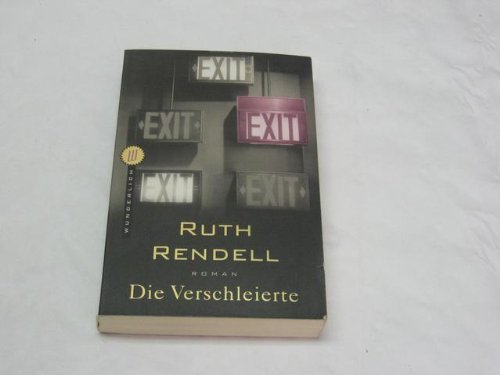 EXIT
EXIT
EXIT
EXIT
EXIT
WUNDERLICH
RUTH
RENDELL
ROMAN
Die Verschleierte